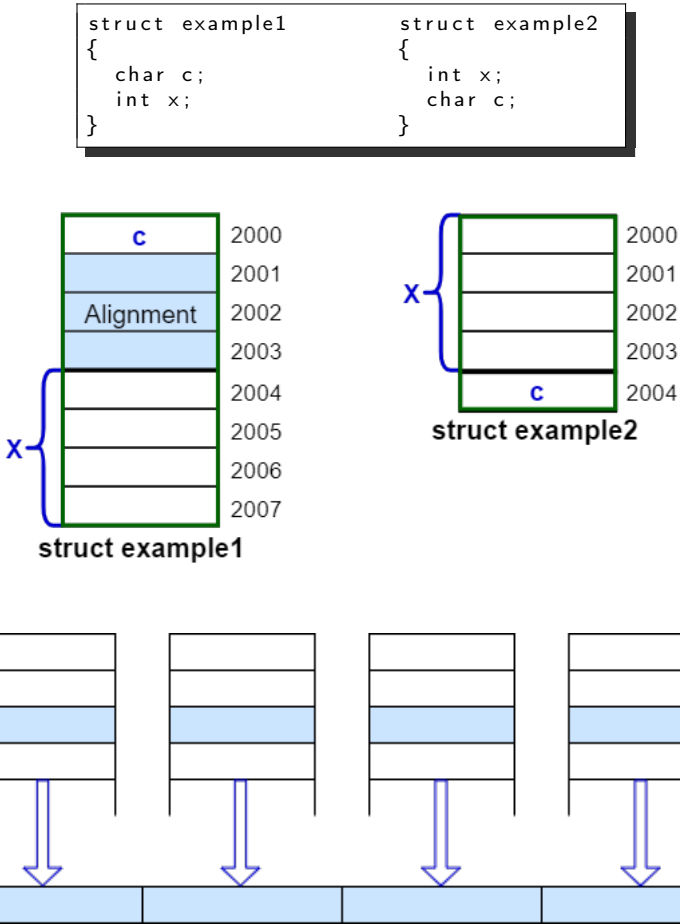 struct example1
{
char c;
int x;
}
struct example2
{
int x;
char c;
}
c 2000
2001
Alignment 2002
2003
2004
2005
2006
2007
X
struct example1
2000
2001
2002
2003
c 2004
X
struct example2